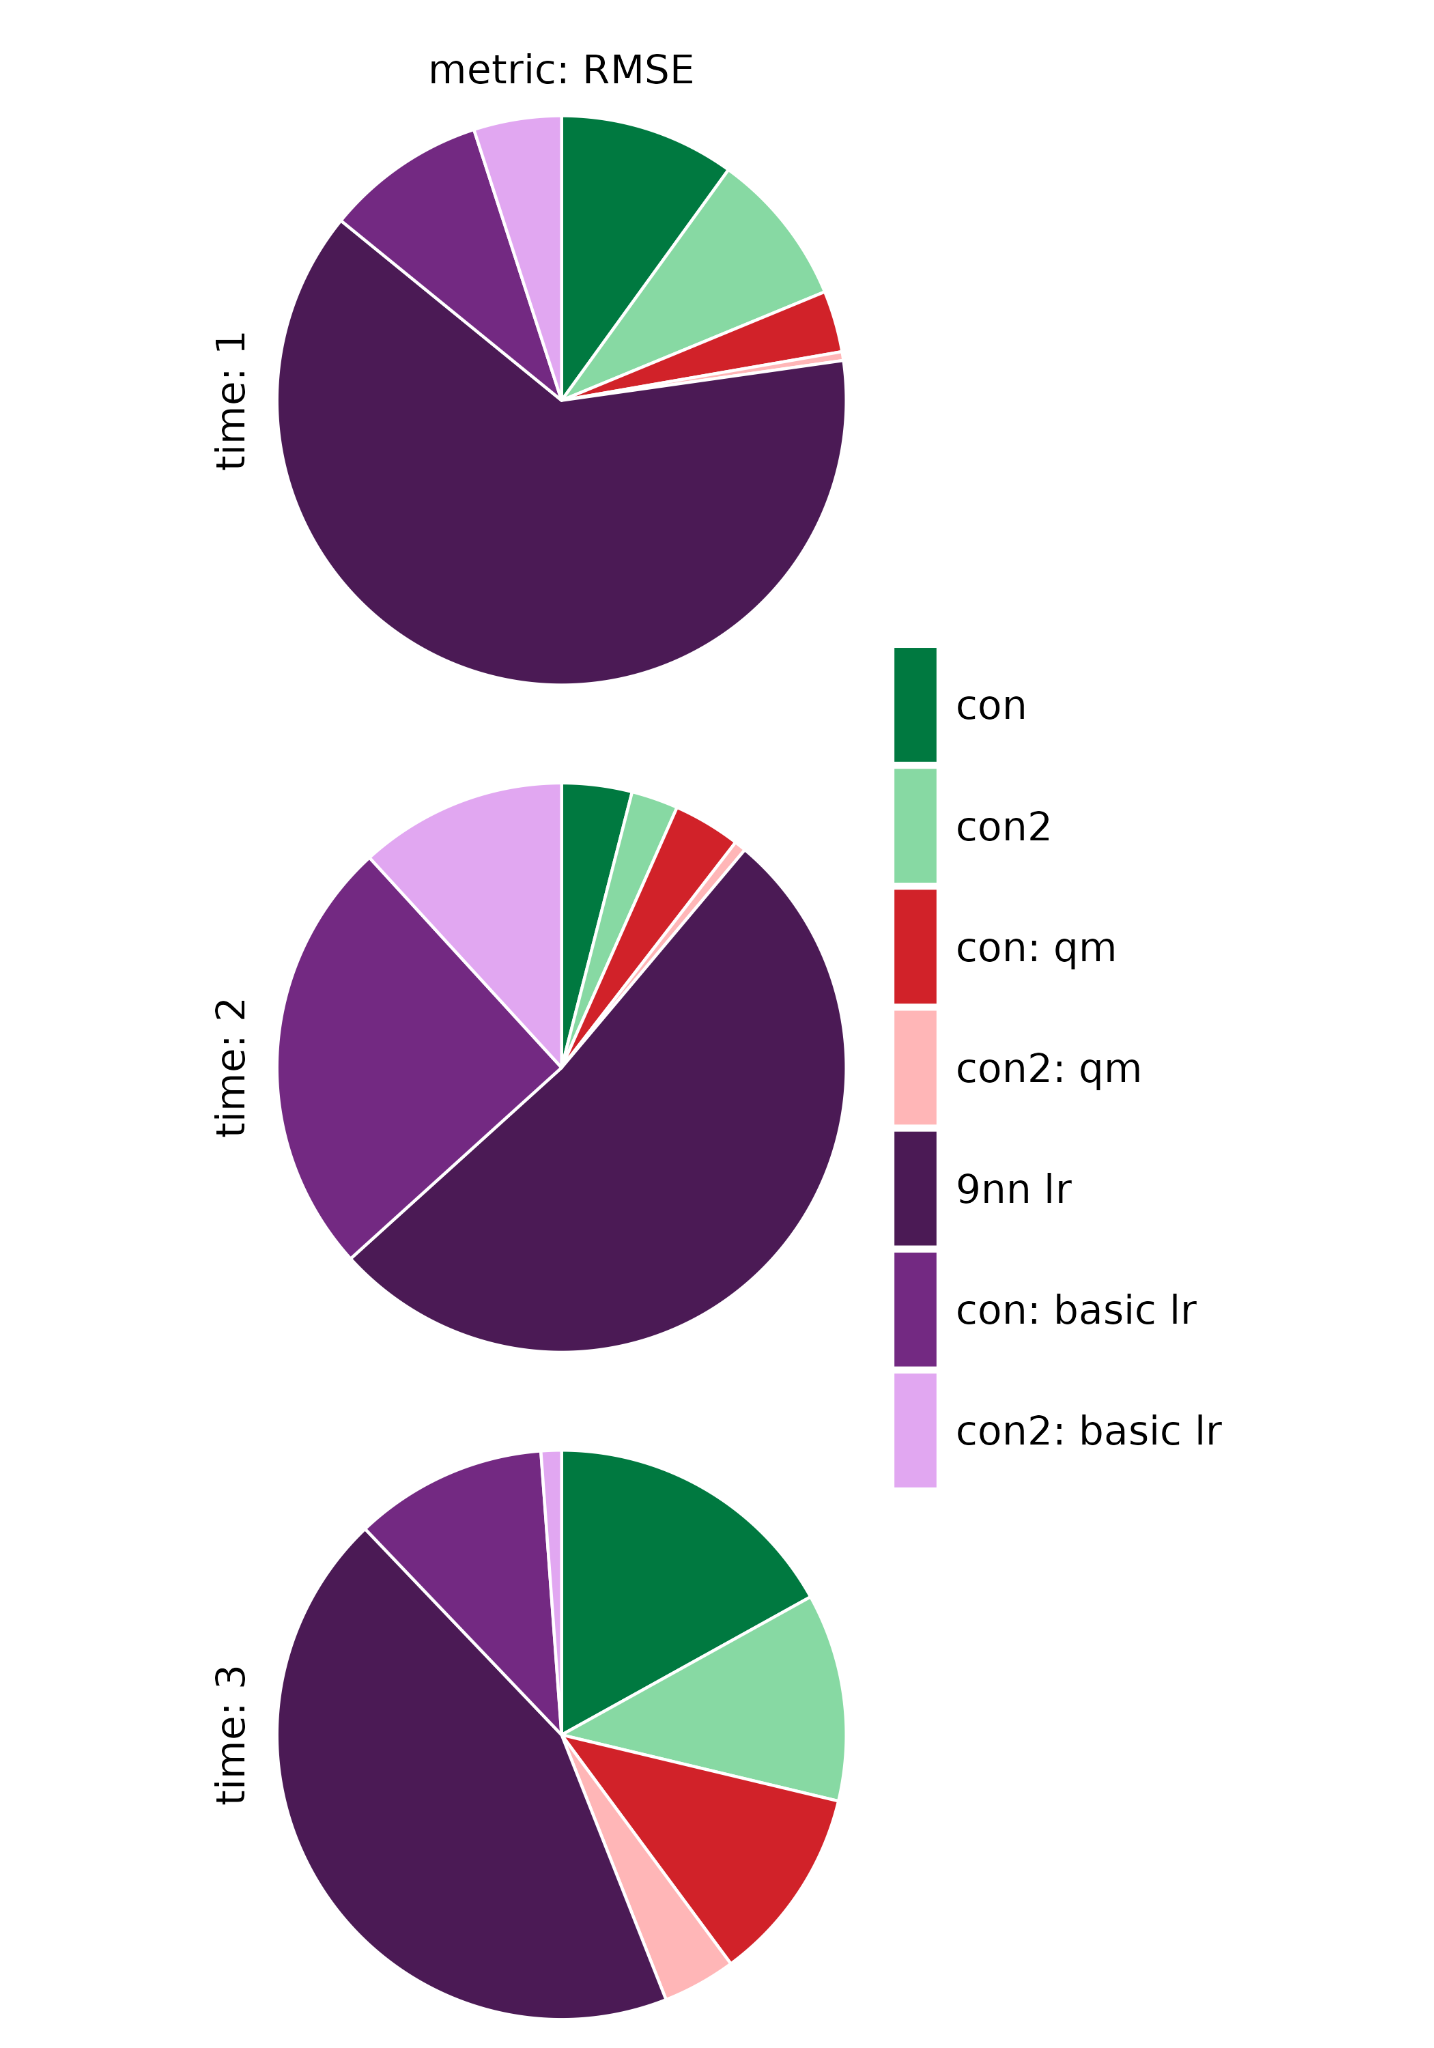 metric: RMSE
time: 1
time: 2
time: 3
con
con2
con: qm
con2: qm
9nn lr
con: basic lr
con2: basic lr